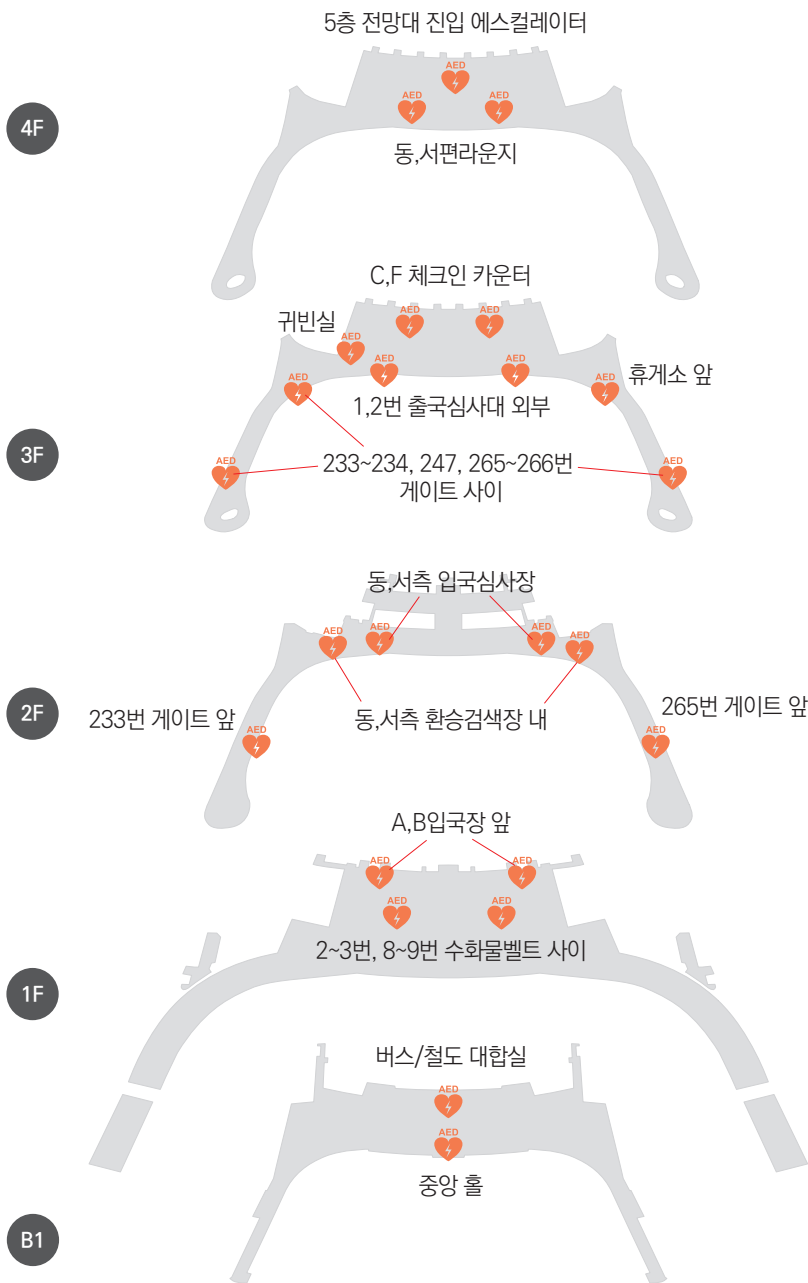 5층 전망대 진입 에스컬레이터
AED
AED
AED
4F
동,서편라운지
C,F 체크인 카운터
귀빈실
AED
AED
AED
AED
AED
휴게소 앞
AED
AED
1,2번 출국심사대 외부
3F
AED
233~234, 247, 265~266번
AED
게이트 사이
동,서측 입국심사장
AED
AED
AED
AED
2F
233번 게이트 앞
동,서측 환승검색장 내
265번 게이트 앞
AED
AED
A,B입국장 앞
AED
AED
AED
AED
2~3번, 8~9번 수화물벨트 사이
1F
버스/철도 대합실
AED
AED
중앙 홀
B1